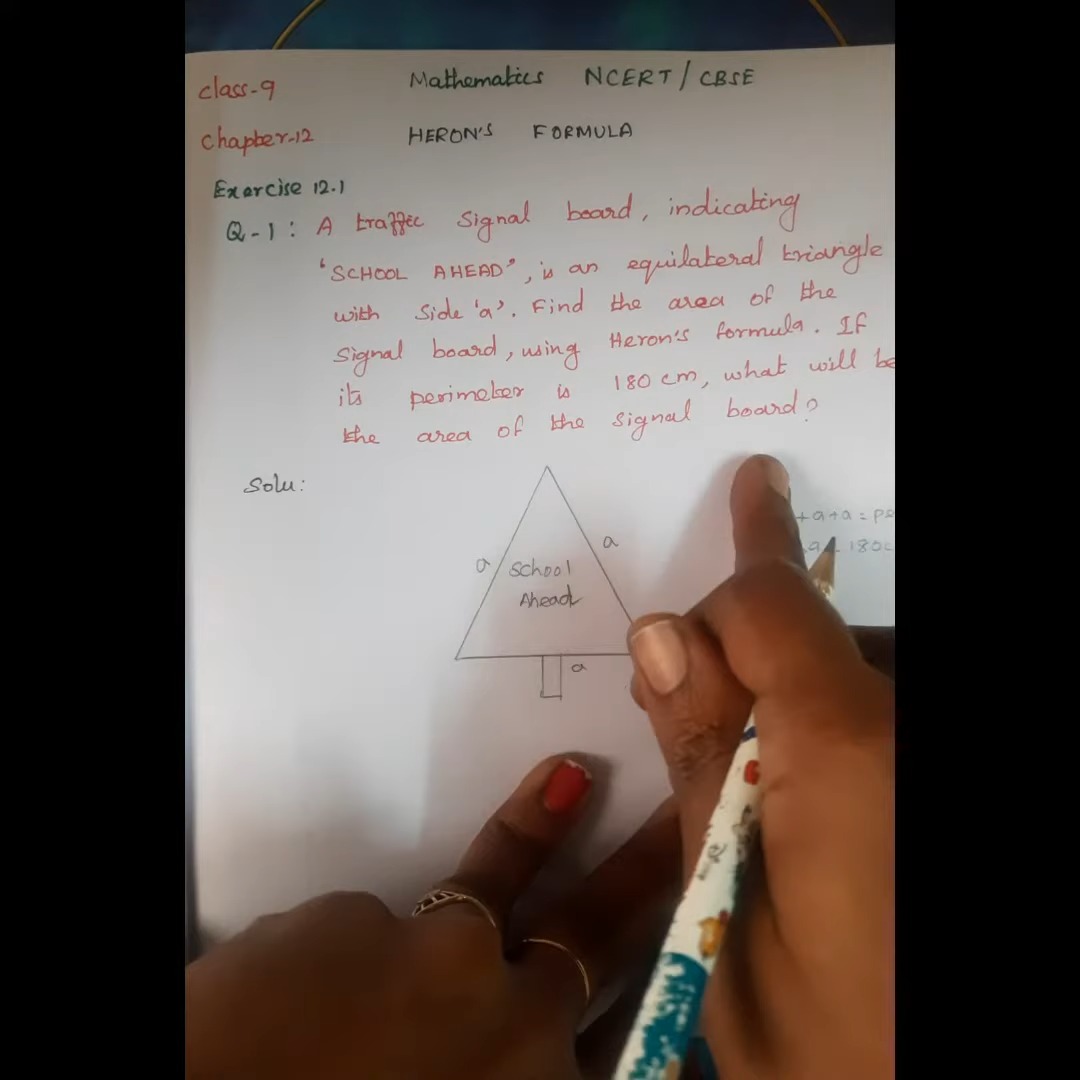 class-9 Mathematics NCERT/CBSE
Chapter-12 HERON'S FORMULA
Exercise 12.1
Q-1: A traffic signal board, indicating
'SCHOOL AHEAD', is an equilateral triangle
with side 'a'. Find the area of the
signal board, using Heron's formula. If
its perimeter is 180 cm, what will be
the area of the signal board?
Solu:
+a+a=
a
a School
Ahead
a